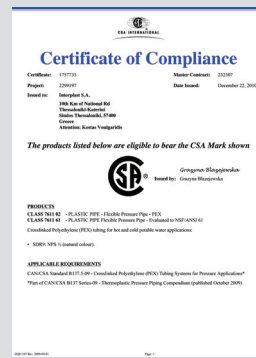 CSA INTERNATIONAL
Certificate of Compliance
Certificate: 1757733 Master Contract: 232387
Project: 2299197 Date Issued: December 22, 2010
Issued to: Interplast S.A.
10th Km of National Rd
Thessaloniki-Katerini
Sindos Thessaloniki, 57400
Greece
Attention: Kostas Voulgaridis
The products listed below are eligible to bear the CSA Mark shown
Grazyna Blazejewska
Issued by: Grazyna Blazejewska
PRODUCTS
CLASS 7611 02 - PLASTIC PIPE - Flexible Pressure Pipe - PEX
CLASS 7611 81 - PLASTIC PIPE Flexible Pressure Pipe - Evaluated to NSF/ANSI 61
Crosslinked Polyethylene (PEX) tubing for hot and cold potable water applications:
• SDR9: NPS ½ (natural colour).
APPLICABLE REQUIREMENTS
CAN/CSA Standard B137.5-09 - Crosslinked Polyethylene (PEX) Tubing Systems for Pressure Applications*
*Part of CAN/CSA B137 Series-09 - Thermoplastic Pressure Piping Compendium (published October 2009)
Page: 1